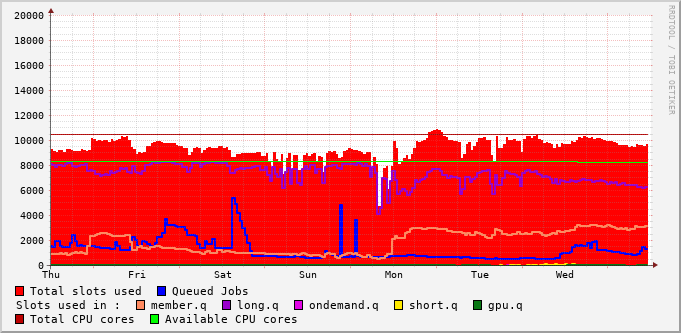 RRDTOOL / TOBI OETIKER
20000
18000
16000
14000
12000
10000
8000
6000
4000
2000
0
Thu Fri Sat Sun Mon Tue Wed
Total slots used Queued Jobs
Slots used in : member.q long.q ondemand.q short.q gpu.q
Total CPU cores Available CPU cores